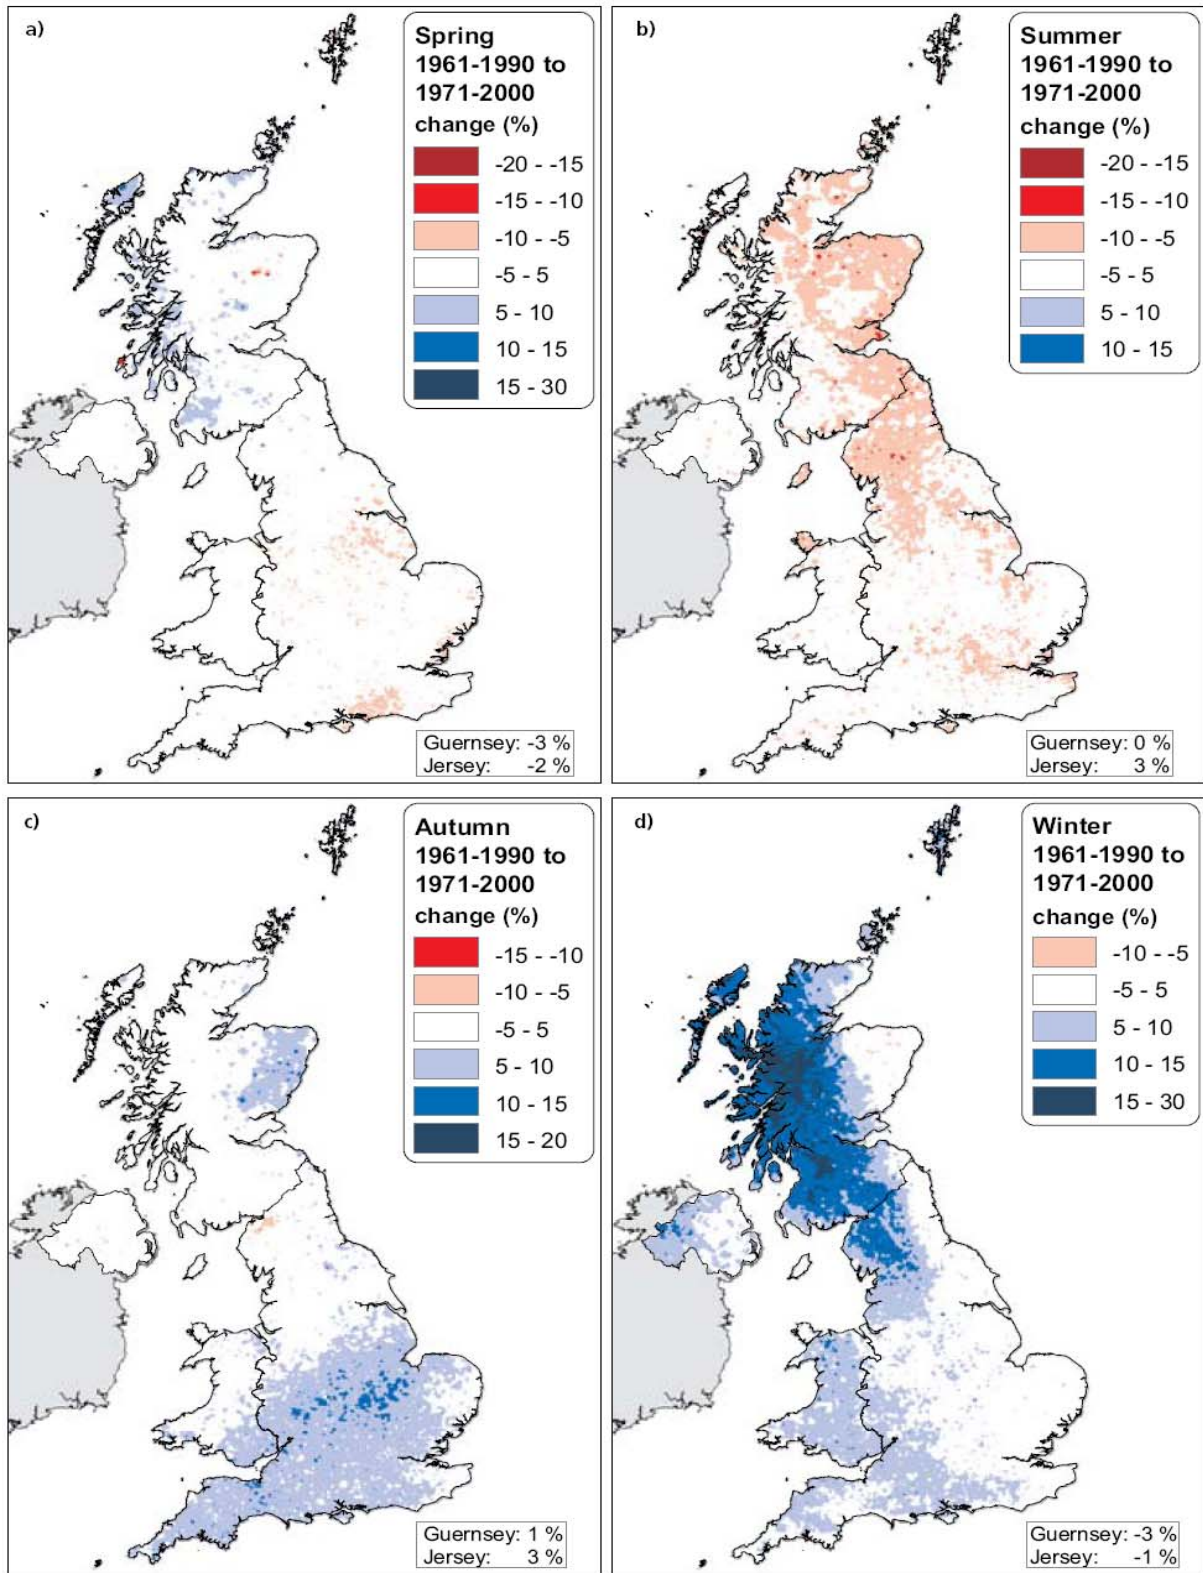 a)
Spring
1961-1990 to
1971-2000
change (%)
-20 - -15
-15 - -10
-10 - -5
-5 - 5
5 - 10
10 - 15
15 - 30
Guernsey: -3 %
Jersey: -2 %
b)
Summer
1961-1990 to
1971-2000
change (%)
-20 - -15
-15 - -10
-10 - -5
-5 - 5
5 - 10
10 - 15
Guernsey: 0 %
Jersey: 3 %
c)
Autumn
1961-1990 to
1971-2000
change (%)
-15 - -10
-10 - -5
-5 - 5
5 - 10
10 - 15
15 - 20
Guernsey: 1 %
Jersey: 3 %
d)
Winter
1961-1990 to
1971-2000
change (%)
-10 - -5
-5 - 5
5 - 10
10 - 15
15 - 30
Guernsey: -3 %
Jersey: -1 %